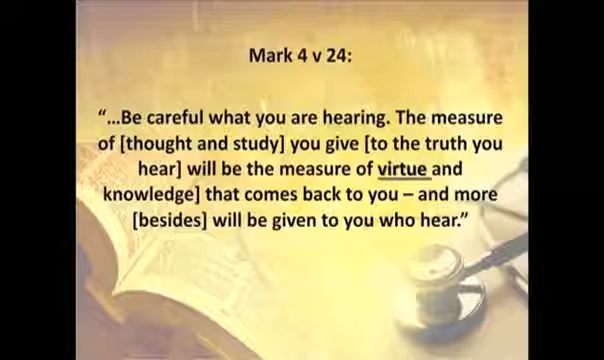 Mark 4 v 24:
“…Be careful what you are hearing. The measure
of [thought and study] you give [to the truth you
hear] will be the measure of virtue and
knowledge] that comes back to you – and more
[besides] will be given to you who hear.”